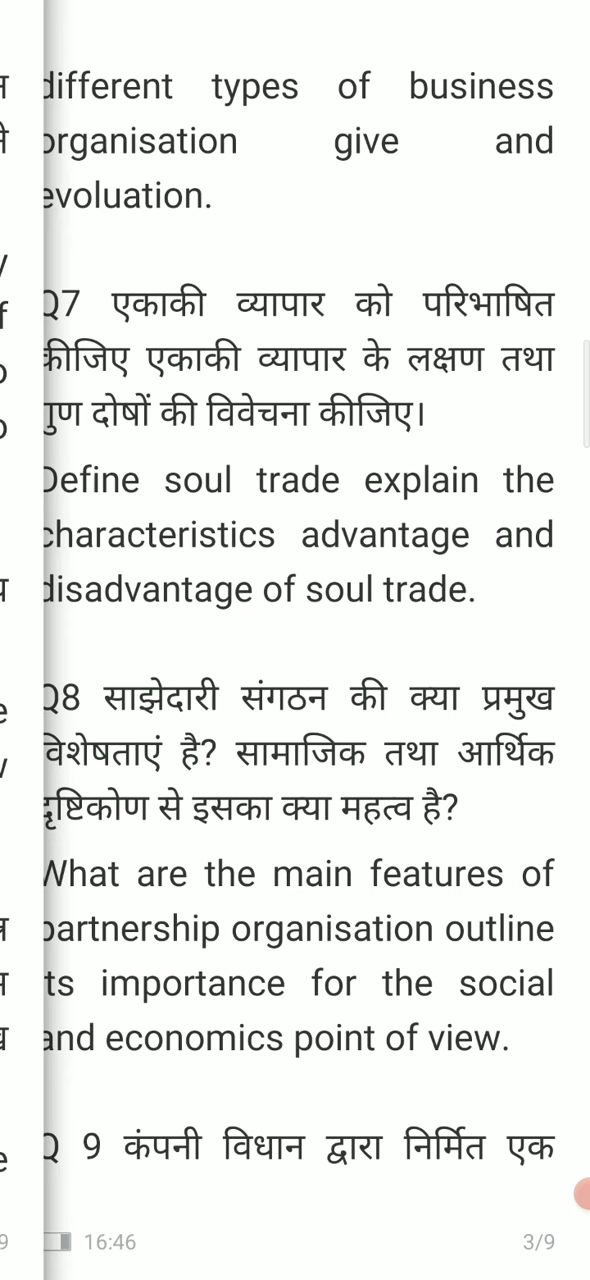 different types of business
organisation give and
evoluation.
Q7 एकाकी व्यापार को परिभाषित
कीजिए एकाकी व्यापार के लक्षण तथा
गुण दोषों की विवेचना कीजिए।
Define soul trade explain the
characteristics advantage and
disadvantage of soul trade.
Q8 साझेदारी संगठन की क्या प्रमुख
विशेषताएं है? सामाजिक तथा आर्थिक
दृष्टिकोण से इसका क्या महत्व है?
What are the main features of
partnership organisation outline
its importance for the social
and economics point of view.
Q 9 कंपनी विधान द्वारा निर्मित एक
16:46 3/9